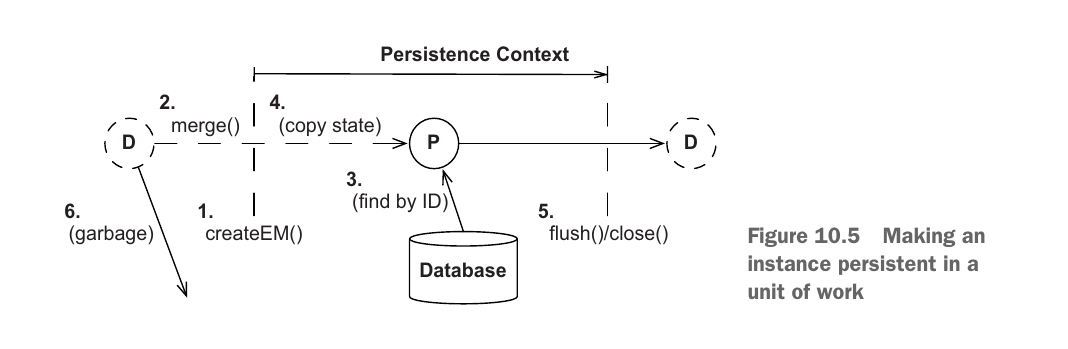 Persistence Context
2.
merge()
4.
(copy state)
D
P
D
3.
(find by ID)
6.
(garbage)
1.
createEM()
5.
flush()/close()
Database
Figure 10.5 Making an
instance persistent in a
unit of work